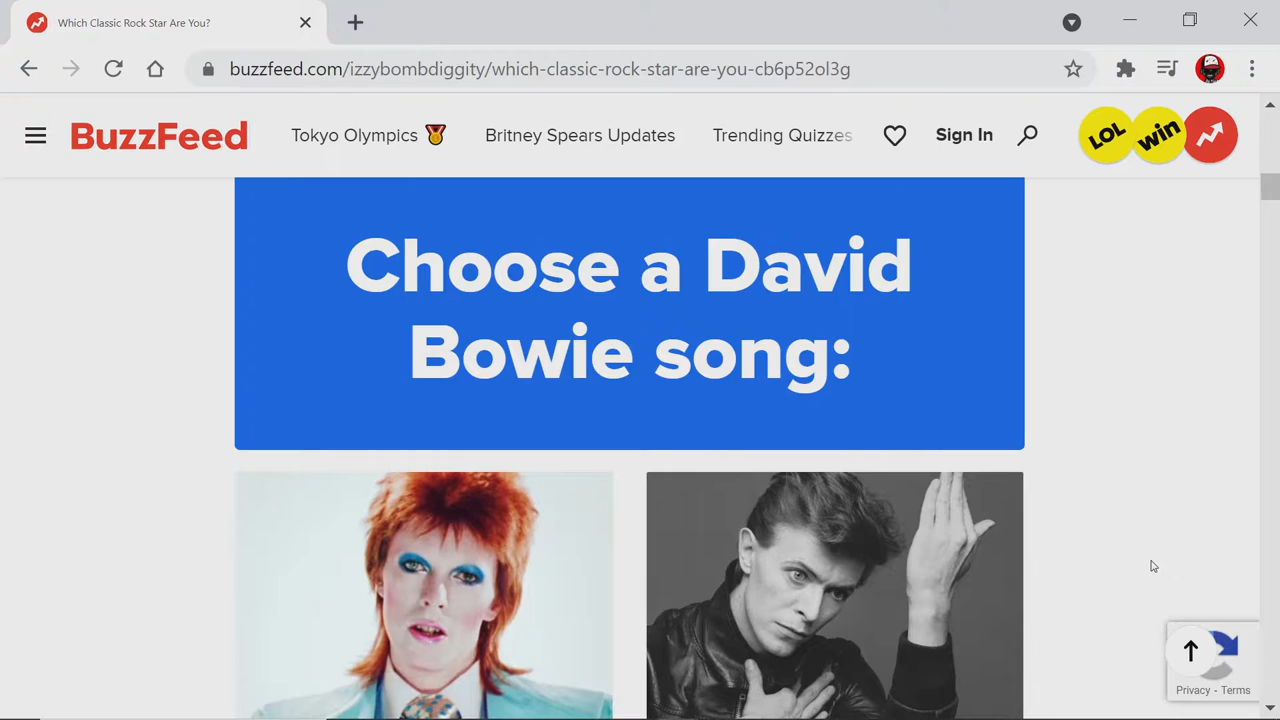 Which Classic Rock Star Are You?
buzzfeed.com/izzybombdiggity/which-classic-rock-star-are-you-cb6p52ol3g
BuzzFeed Tokyo Olympics Britney Spears Updates Trending Quizzes Sign In LOL win
Choose a David
Bowie song:
Privacy - Terms